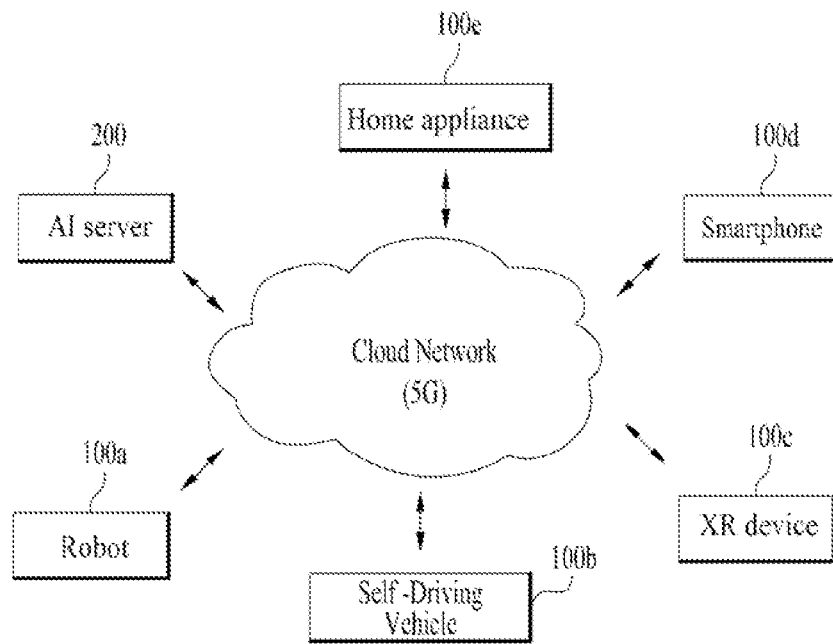 100e
Home appliance
200
AI server
100d
Smartphone
Cloud Network
(5G)
100a
Robot
100c
XR device
100b
Self -Driving
Vehicle